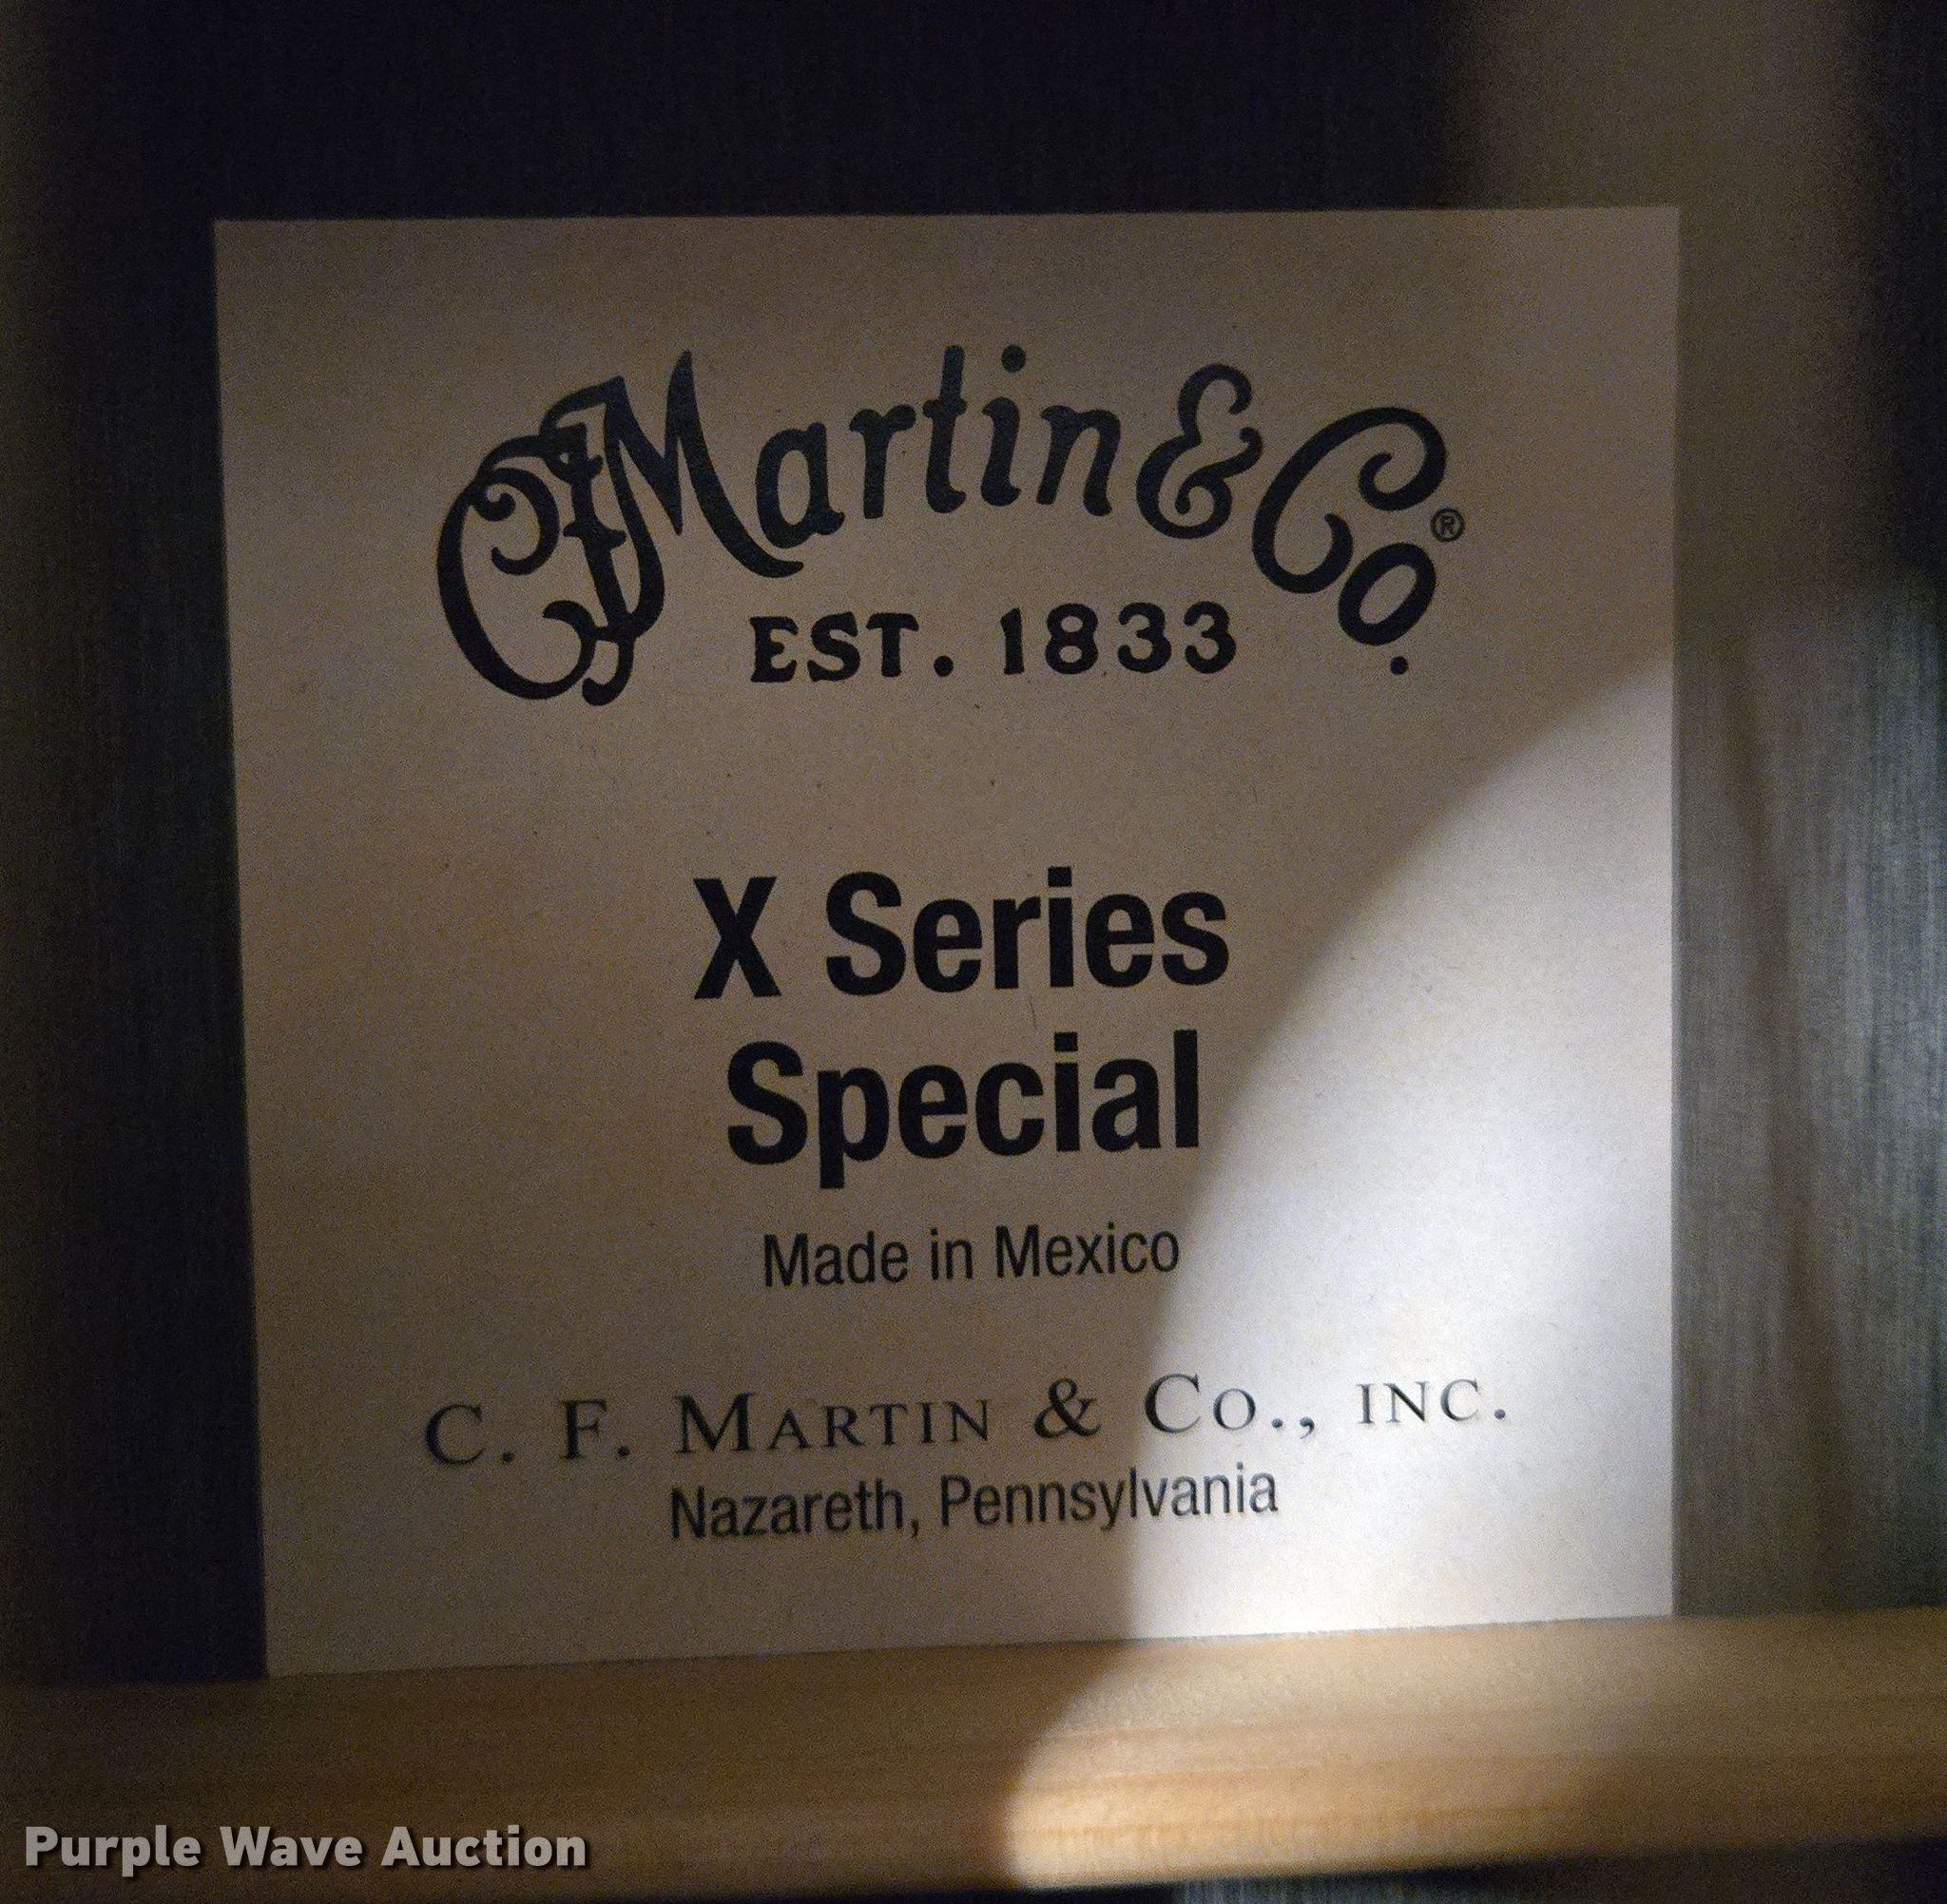 CFMartin & Co.®
EST. 1833
X Series
Special
Made in Mexico
C. F. MARTIN & CO., INC.
Nazareth, Pennsylvania
Purple Wave Auction